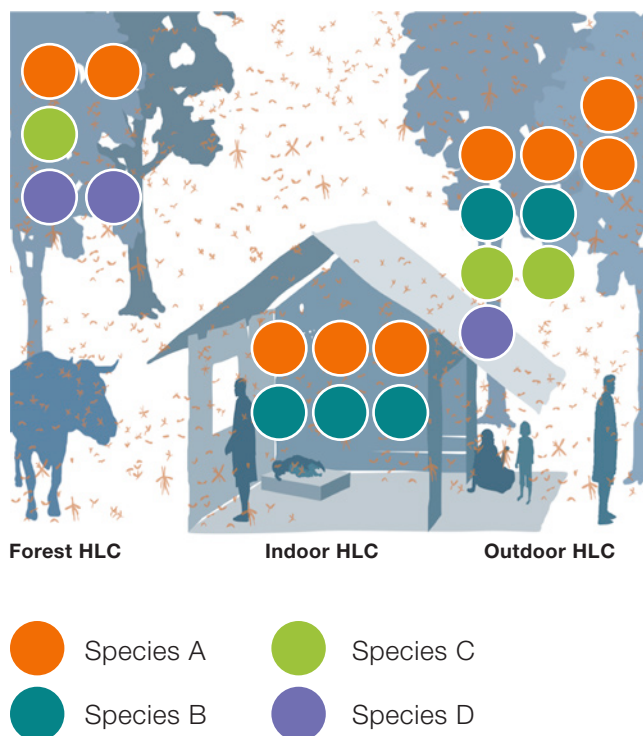 Forest HLC
Indoor HLC
Outdoor HLC
Species A
Species C
Species B
Species D